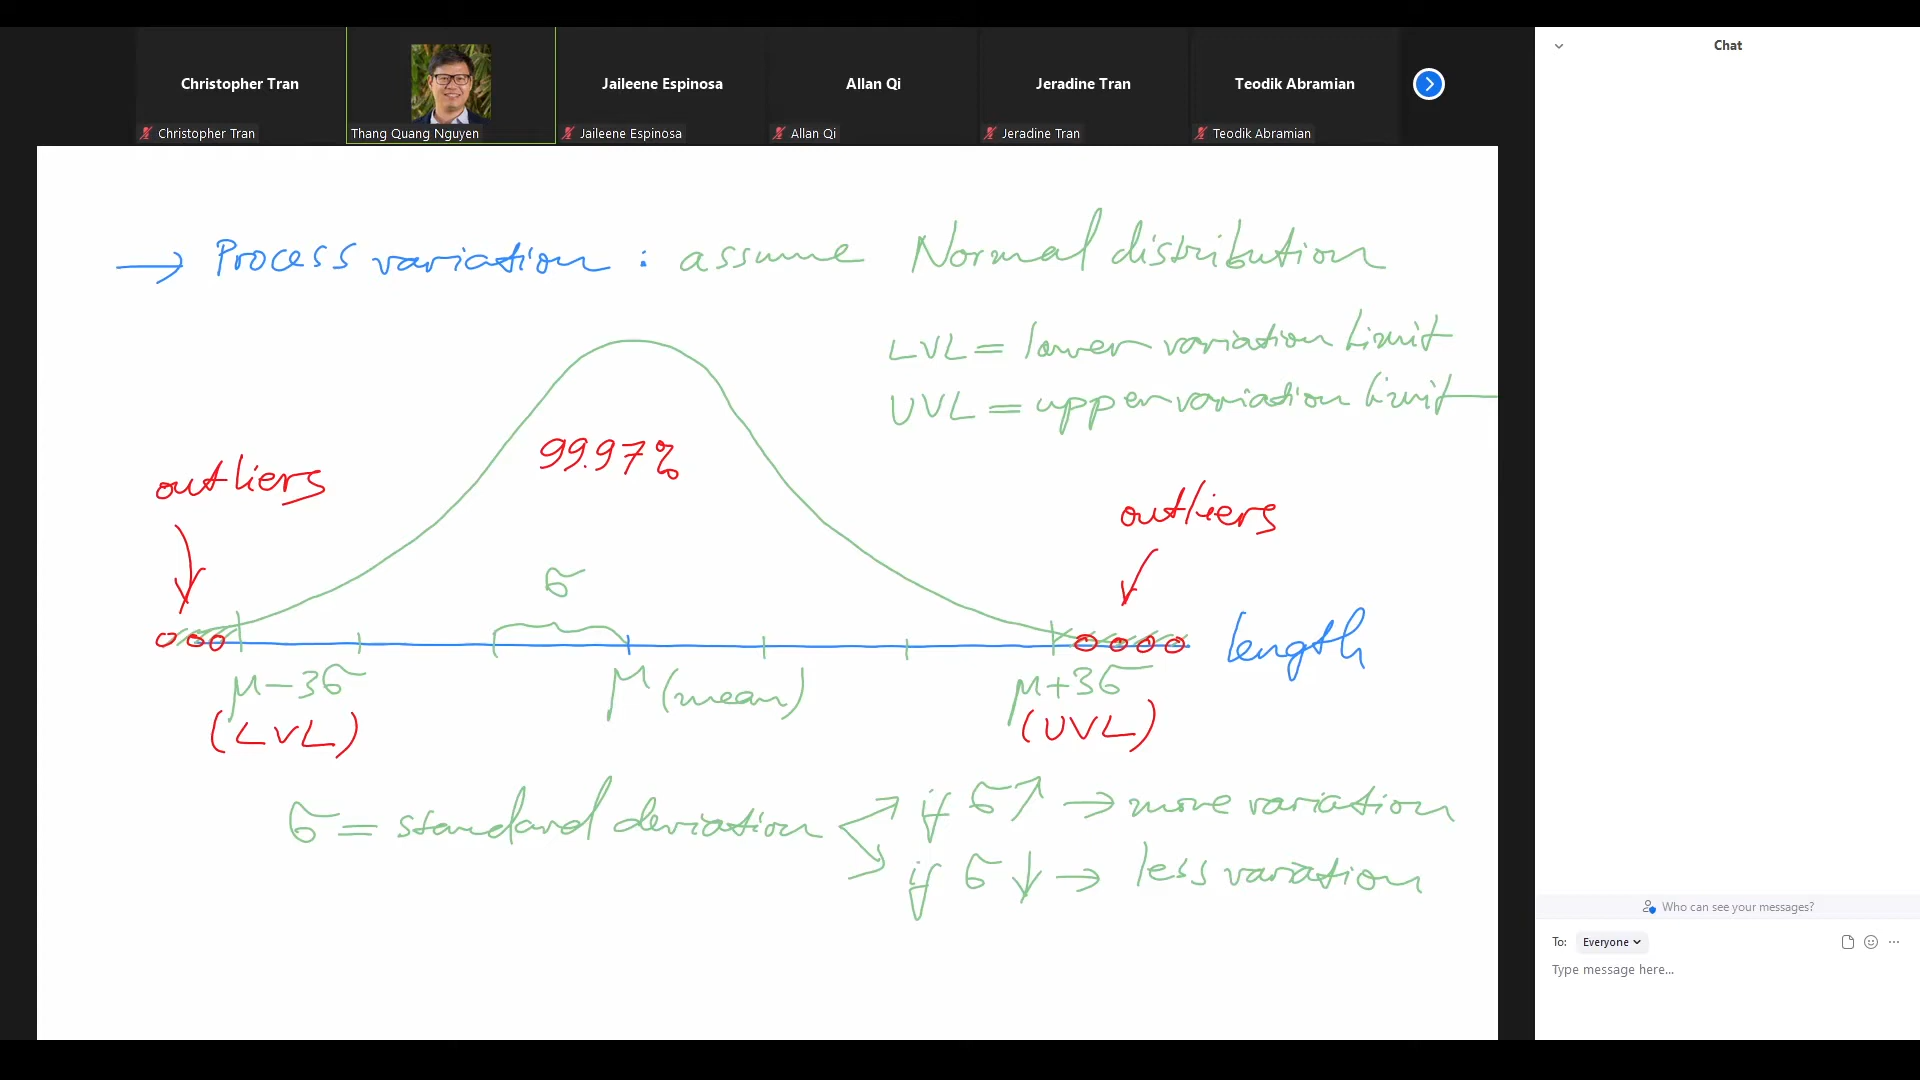 Christopher Tran
Jaileene Espinosa
Allan Qi
Jeradine Tran
Teodik Abramian
Christopher Tran
Thang Quang Nguyen
Jaileene Espinosa
Allan Qi
Jeradine Tran
Teodik Abramian
Chat
→ Process variation : assume Normal distribution
LVL = lower variation limit
UVL = upper variation limit
99.97%
outliers
outliers
σ
length
μ-3σ
μ (mean)
μ+3σ
(LVL)
(UVL)
σ = standard deviation
if σ↑ → more variation
if σ↓ → less variation
Who can see your messages?
To: Everyone
Type message here...